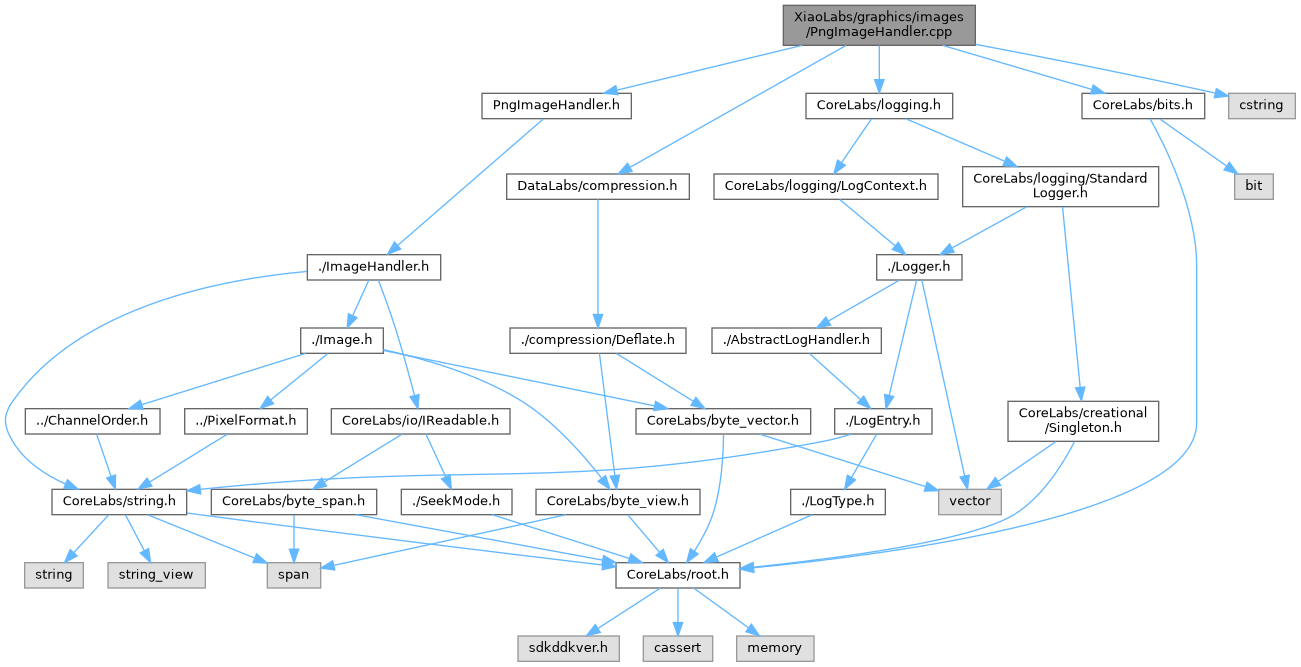 XiaoLabs/graphics/images
/PngImageHandler.cpp
PngImageHandler.h
CoreLabs/logging.h
CoreLabs/bits.h
cstring
DataLabs/compression.h
CoreLabs/logging/LogContext.h
CoreLabs/logging/Standard
Logger.h
bit
./ImageHandler.h
./Logger.h
./Image.h
./compression/Deflate.h
./AbstractLogHandler.h
../ChannelOrder.h
../PixelFormat.h
CoreLabs/io/IReadable.h
CoreLabs/byte_vector.h
./LogEntry.h
CoreLabs/creational
/Singleton.h
CoreLabs/string.h
CoreLabs/byte_span.h
./SeekMode.h
CoreLabs/byte_view.h
./LogType.h
vector
string
string_view
span
CoreLabs/root.h
sdkddkver.h
cassert
memory